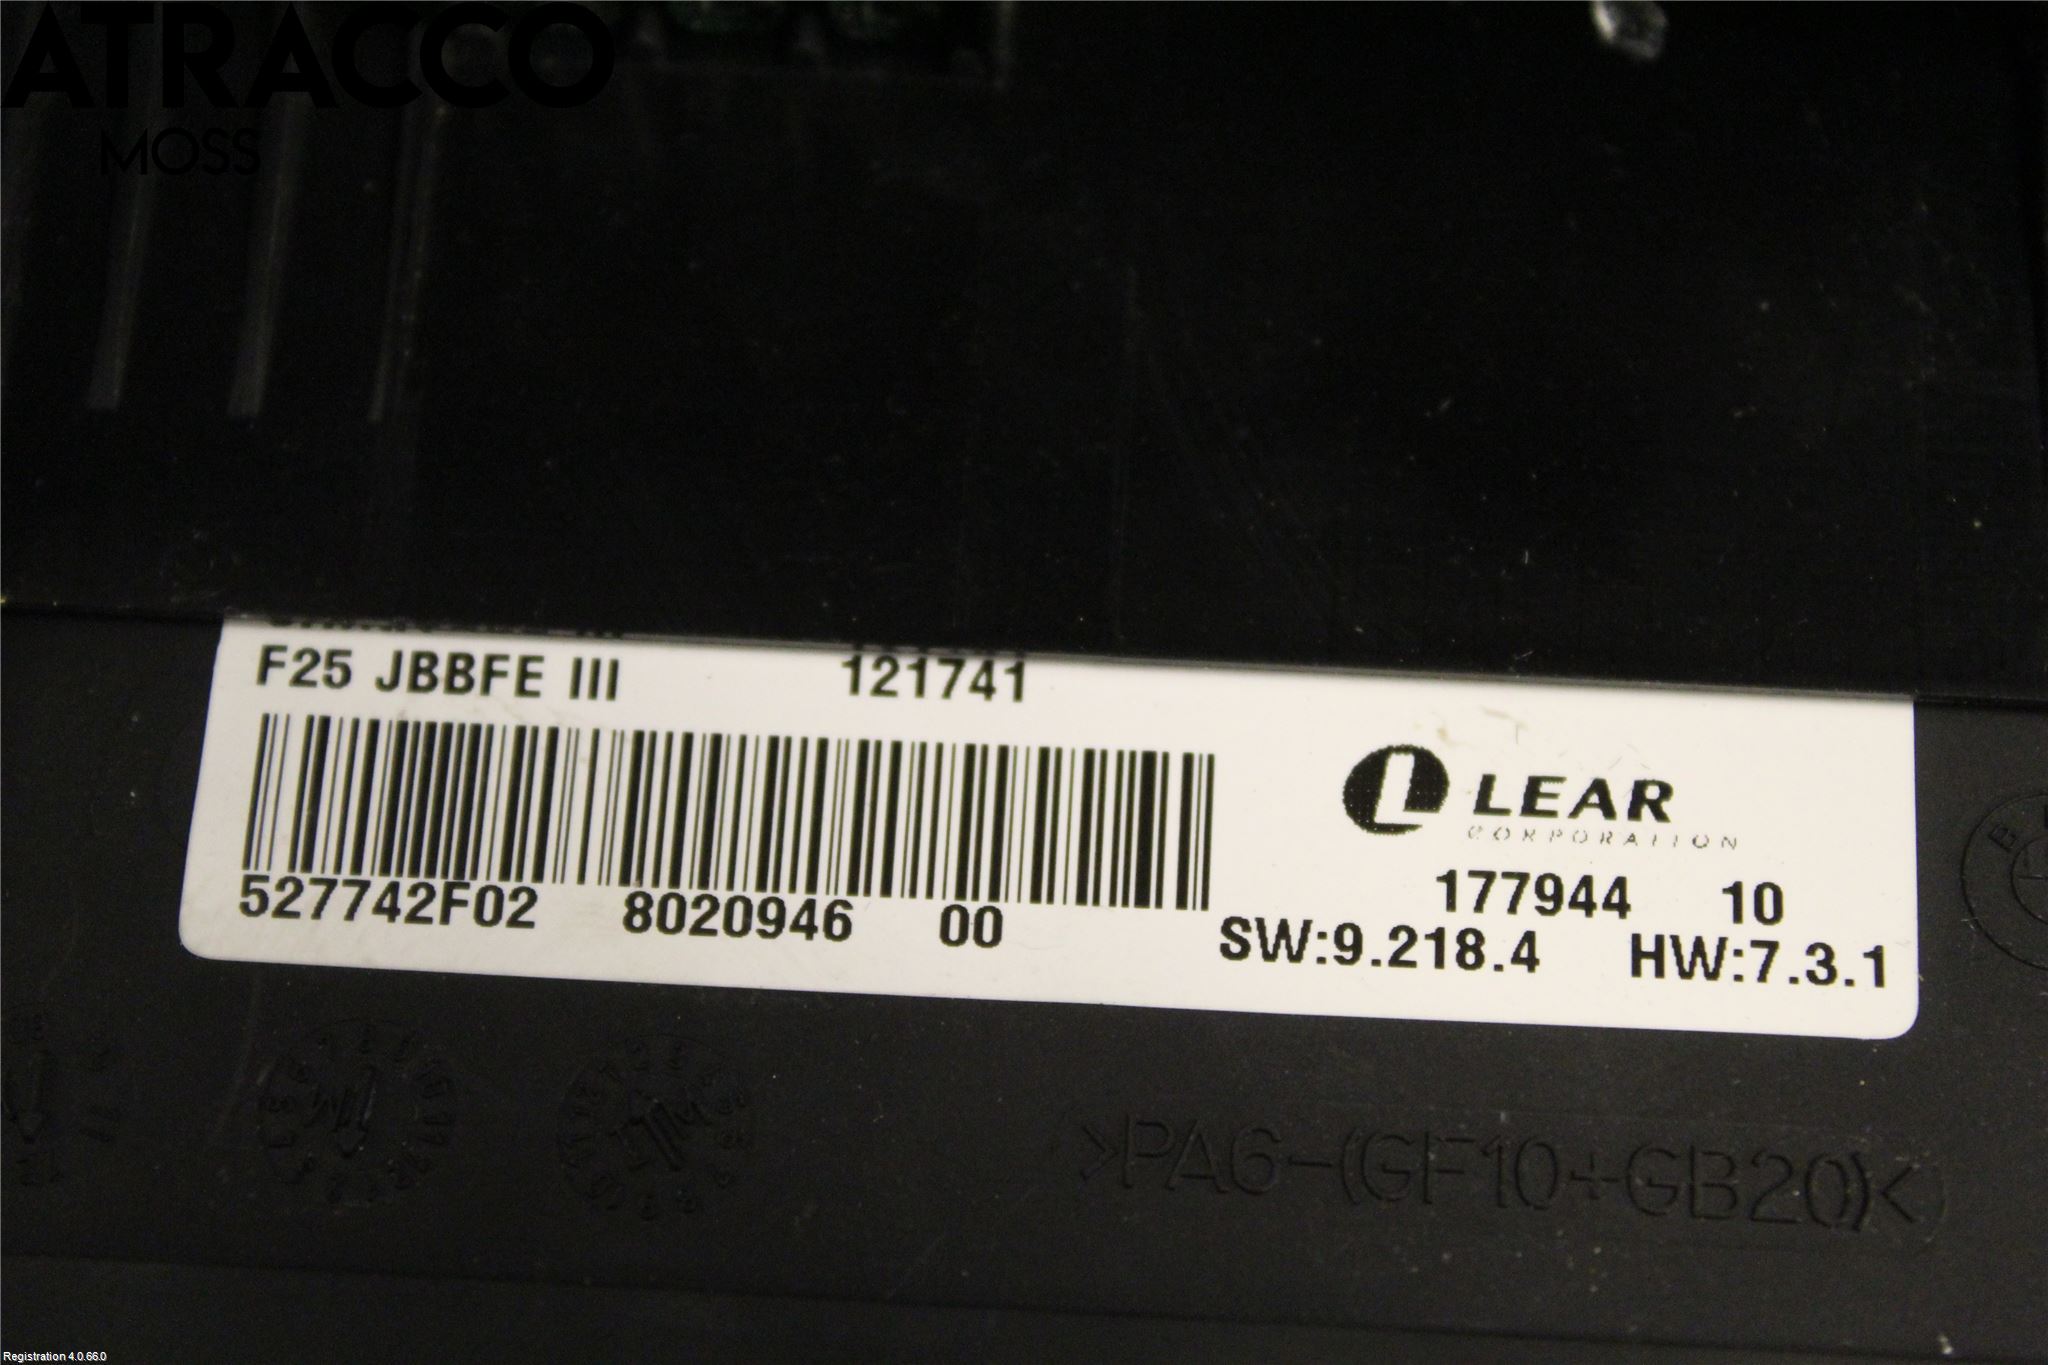 ATRACCO
MOSS
F25 JBBFE III 121741
LEAR
CORPORATION
527742F02 8020946 00
177944 10
SW:9.218.4 HW:7.3.1
>PA6-(GF10+GB20)<
Registration 4.0.66.0